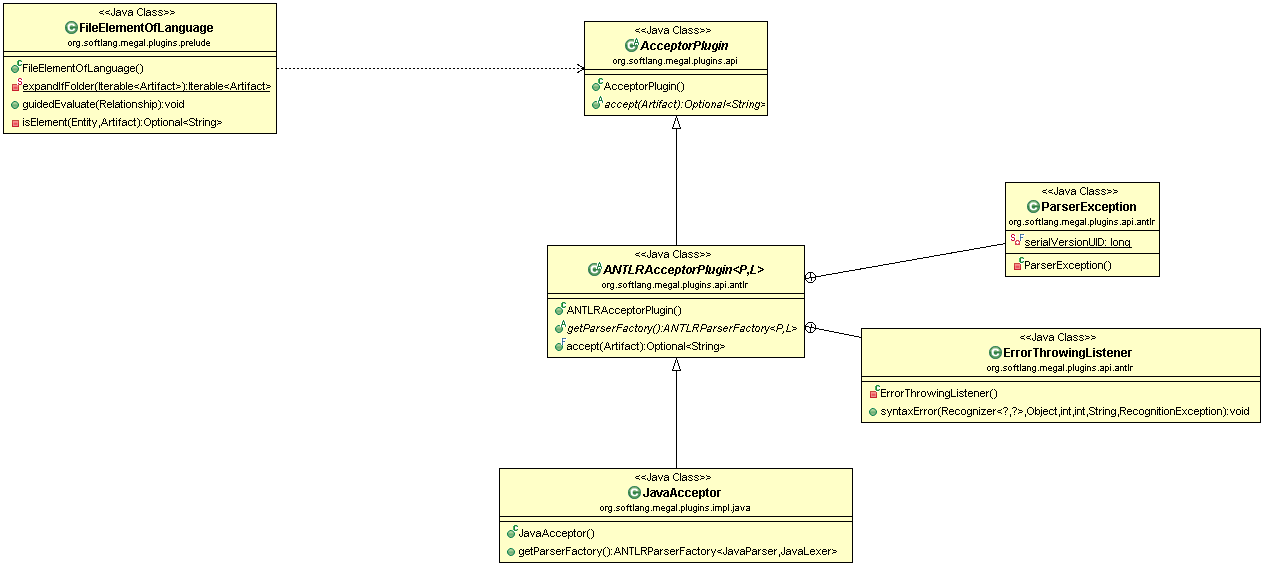 <<Java Class>>
FileElementOfLanguage
org.softlang.megal.plugins.prelude
FileElementOfLanguage()
expandIfFolder(Iterable<Artifact>):Iterable<Artifact>
guidedEvaluate(Relationship):void
isElement(Entity,Artifact):Optional<String>
<<Java Class>>
AcceptorPlugin
org.softlang.megal.plugins.api
AcceptorPlugin()
accept(Artifact):Optional<String>
<<Java Class>>
ParserException
org.softlang.megal.plugins.api.antlr
serialVersionUID: long
ParserException()
<<Java Class>>
ANTLRAcceptorPlugin<P,L>
org.softlang.megal.plugins.api.antlr
ANTLRAcceptorPlugin()
getParserFactory():ANTLRParserFactory<P,L>
accept(Artifact):Optional<String>
<<Java Class>>
ErrorThrowingListener
org.softlang.megal.plugins.api.antlr
ErrorThrowingListener()
syntaxError(Recognizer<?,?>,Object,int,int,String,RecognitionException):void
<<Java Class>>
JavaAcceptor
org.softlang.megal.plugins.impl.java
JavaAcceptor()
getParserFactory():ANTLRParserFactory<JavaParser,JavaLexer>